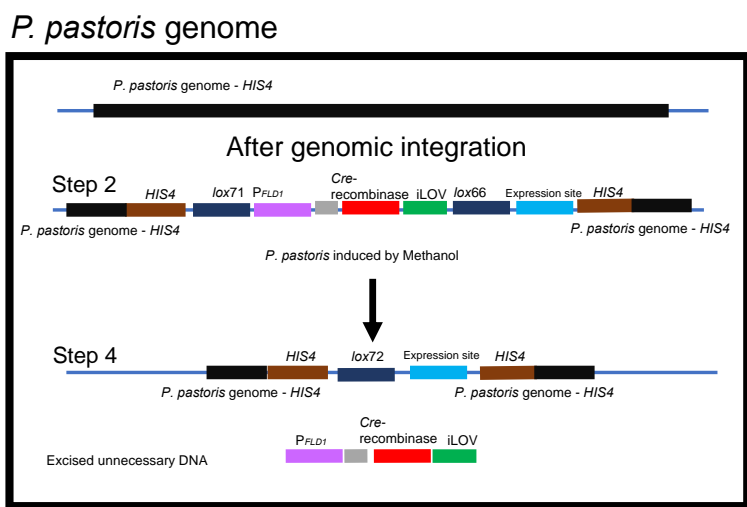 P. pastoris genome
P. pastoris genome - HIS4
After genomic integration
Step 2
HIS4
lox71
PFLD1
Cre-
recombinase
iLOV
lox66
Expression site
HIS4
P. pastoris genome - HIS4
P. pastoris genome - HIS4
P. pastoris induced by Methanol
Step 4
HIS4
lox72
Expression site
HIS4
P. pastoris genome - HIS4
P. pastoris genome - HIS4
Excised unnecessary DNA
PFLD1
Cre-
recombinase
iLOV